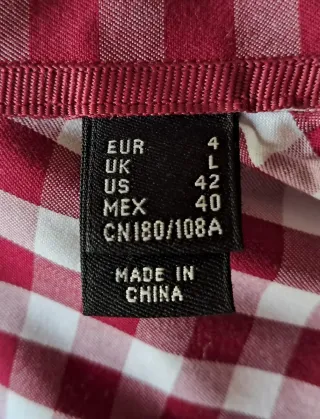 EUR 4
UK L
US 42
MEX 40
CN180/108A
MADE IN
CHINA